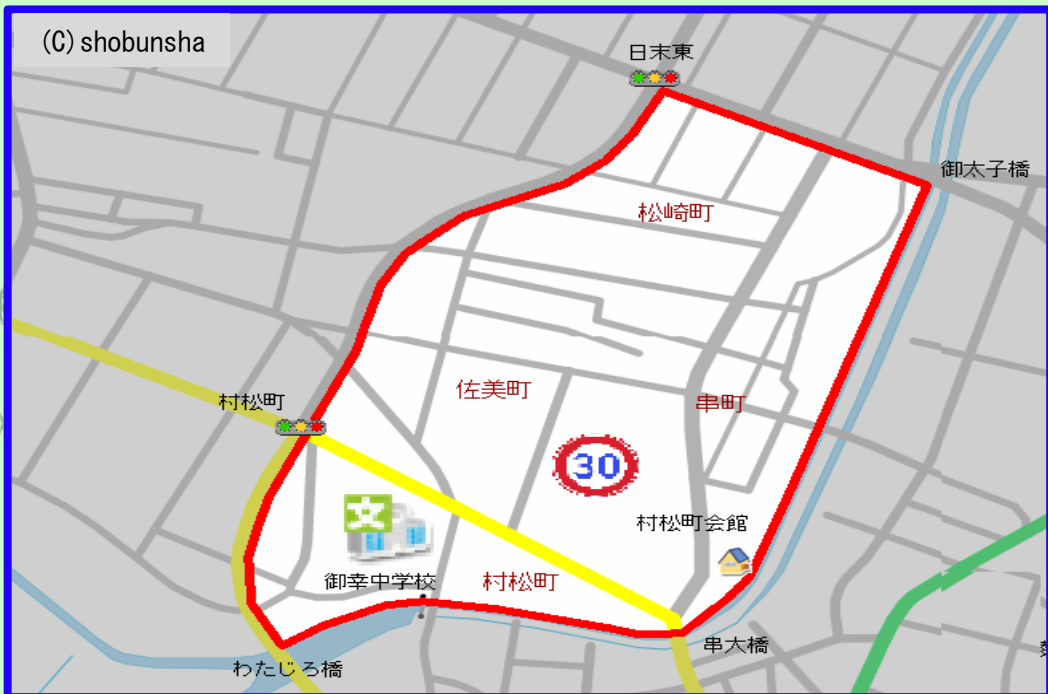 (C) shobunsha
日末東
御太子橋
松崎町
佐美町
串町
村松町
30
文
村松町会館
御幸中学校
村松町
串大橋
わたじろ橋